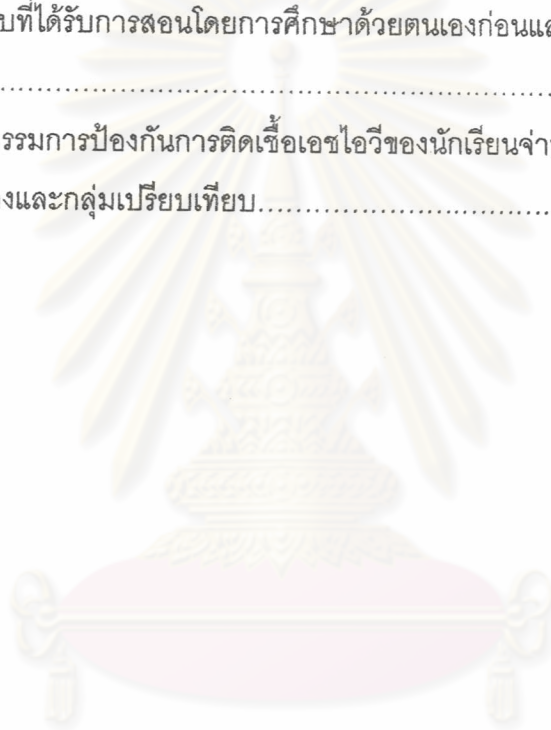 บที่ได้รับการสอนโดยการศึกษาด้วยตนเองก่อนแล
................................................................
รรมการป้องกันการติดเชื้อเอชไอวีของนักเรียนจ่า
งและกลุ่มเปรียบเทียบ....................................